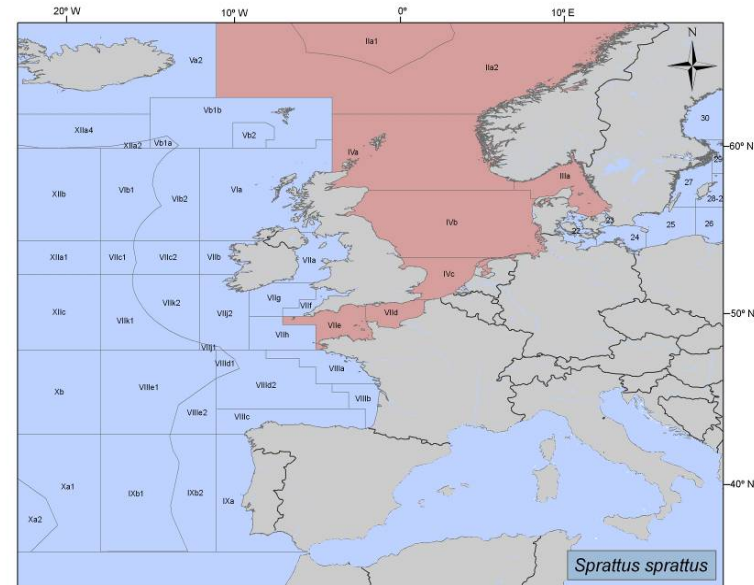 20° W 10° W 0° 10° E
IIa1
Va2 IIa2
N
Vb1b
30
XIIa4 Vb2
XIIa2 Vb1a IVa 60° N
29
IIIa 27
28-2
XIIb VIb1 VIb2 VIa
IVb 23
22 25 26
24
XIIa1 VIIc1 VIIc2 VIIb VIIa
IVc
VIIg
XIIc VIIk2 VIIf
VIIk1 VIIj2 VIId 50° N
VIIe
VIIh
VIIj1
VIIId1 VIIIa
Xb VIIIe1 VIIId2
VIIIb
VIIIe2 VIIIc
Xa1 IXb1 IXb2 IXa 40° N
Xa2
Sprattus sprattus